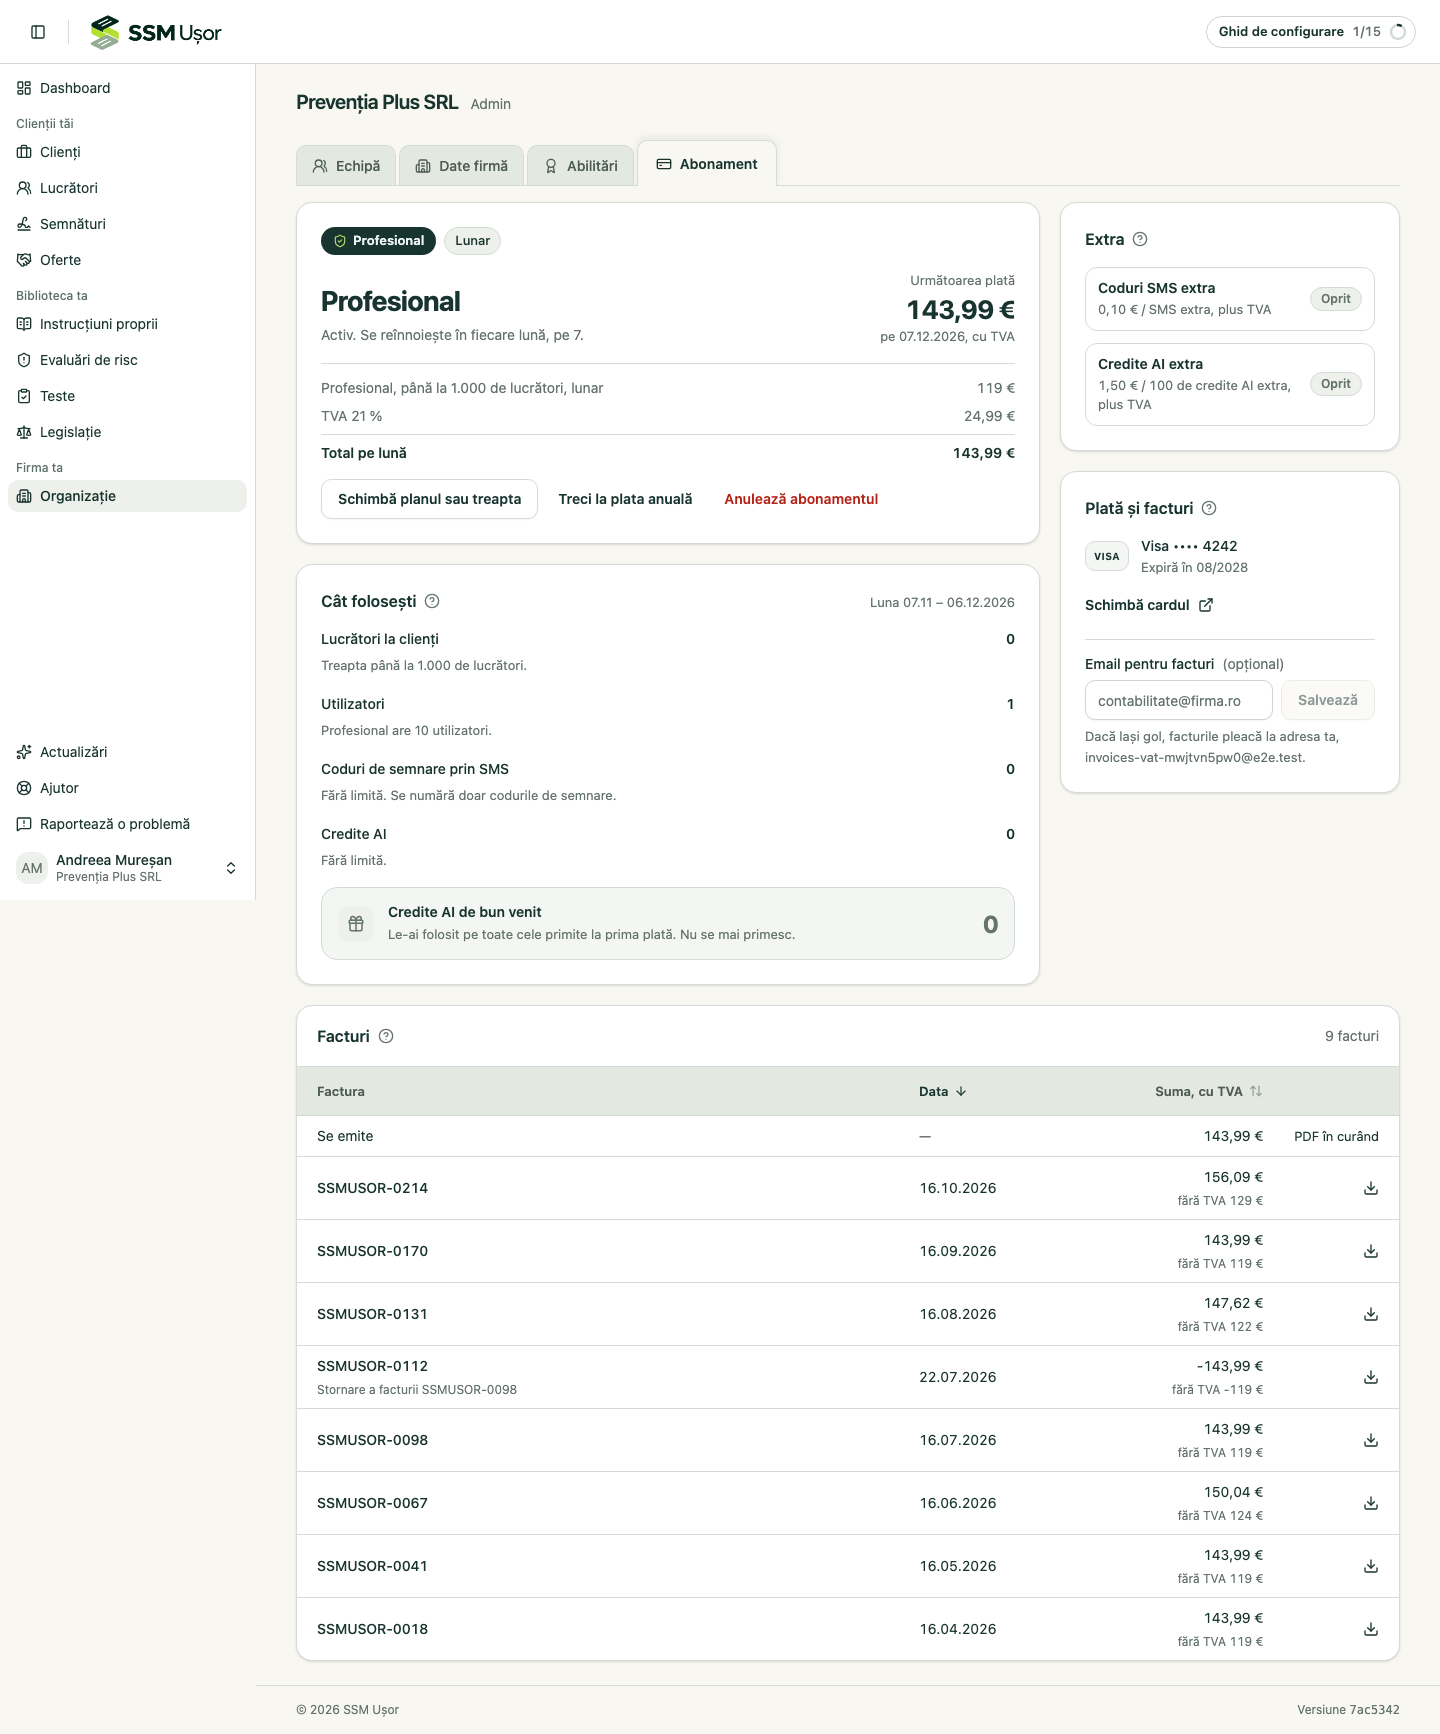 SSM Ușor
Ghid de configurare 1/15
Dashboard
Clienții tăi
Clienți
Lucrători
Semnături
Oferte
Biblioteca ta
Instrucțiuni proprii
Evaluări de risc
Teste
Legislație
Firma ta
Organizație
Actualizări
Ajutor
Raportează o problemă
AM
Andreea Mureșan
Prevenția Plus SRL
Prevenția Plus SRL Admin
Echipă
Date firmă
Abilitări
Abonament
Profesional
Lunar
Profesional
Activ. Se reînnoiește în fiecare lună, pe 7.
Următoarea plată
143,99 €
pe 07.12.2026, cu TVA
Profesional, până la 1.000 de lucrători, lunar 119 €
TVA 21 % 24,99 €
Total pe lună 143,99 €
Schimbă planul sau treapta
Treci la plata anuală
Anulează abonamentul
Extra
Coduri SMS extra
0,10 € / SMS extra, plus TVA
Oprit
Credite AI extra
1,50 € / 100 de credite AI extra,
plus TVA
Oprit
Plată și facturi
VISA
Visa •••• 4242
Expiră în 08/2028
Schimbă cardul
Email pentru facturi (opțional)
contabilitate@firma.ro
Salvează
Dacă lași gol, facturile pleacă la adresa ta,
invoices-vat-mwjtvn5pw0@e2e.test.
Cât folosești
Luna 07.11 – 06.12.2026
Lucrători la clienți 0
Treapta până la 1.000 de lucrători.
Utilizatori 1
Profesional are 10 utilizatori.
Coduri de semnare prin SMS 0
Fără limită. Se numără doar codurile de semnare.
Credite AI 0
Fără limită.
Credite AI de bun venit
Le-ai folosit pe toate cele primite la prima plată. Nu se mai primesc.
0
Facturi
9 facturi
Factura Data Suma, cu TVA
Se emite — 143,99 € PDF în curând
SSMUSOR-0214 16.10.2026 156,09 €
fără TVA 129 €
SSMUSOR-0170 16.09.2026 143,99 €
fără TVA 119 €
SSMUSOR-0131 16.08.2026 147,62 €
fără TVA 122 €
SSMUSOR-0112 22.07.2026 -143,99 €
Stornare a facturii SSMUSOR-0098 fără TVA -119 €
SSMUSOR-0098 16.07.2026 143,99 €
fără TVA 119 €
SSMUSOR-0067 16.06.2026 150,04 €
fără TVA 124 €
SSMUSOR-0041 16.05.2026 143,99 €
fără TVA 119 €
SSMUSOR-0018 16.04.2026 143,99 €
fără TVA 119 €
© 2026 SSM Ușor
Versiune 7ac5342